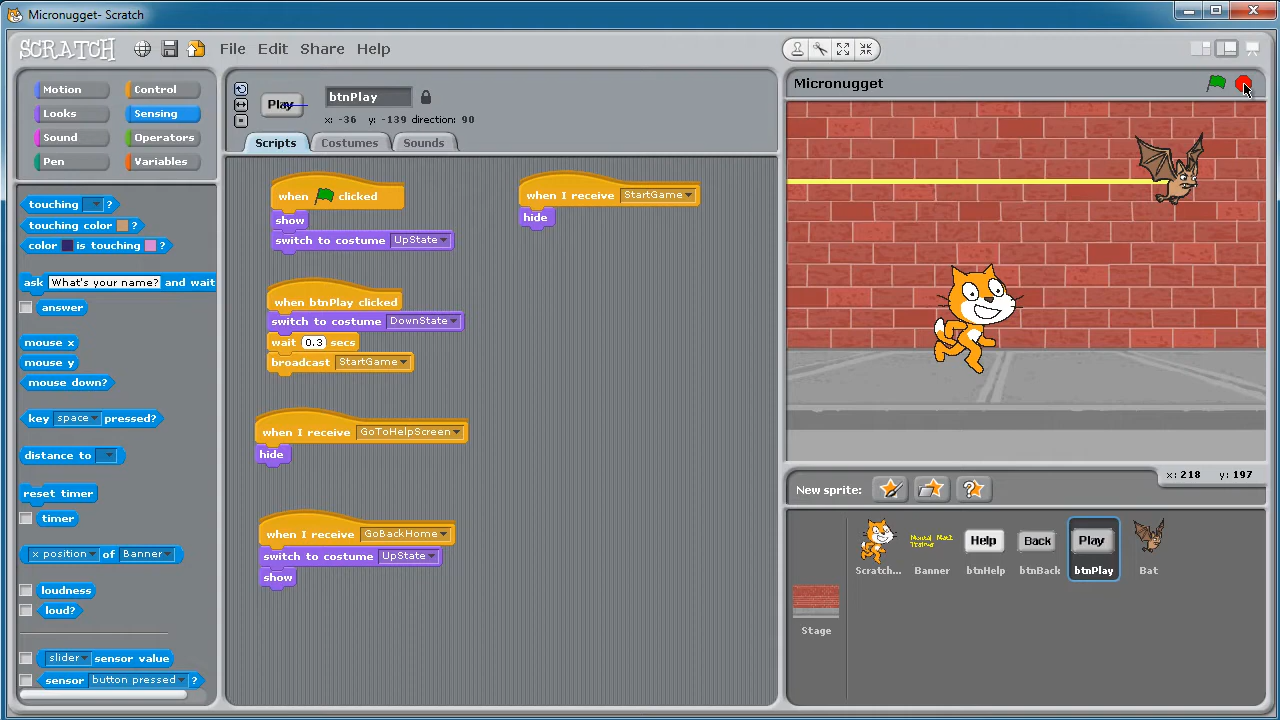 Micronugget- Scratch
SCRATCH File Edit Share Help
Motion Control
Looks Sensing
Sound Operators
Pen Variables
touching ?
touching color ?
color is touching ?
ask What's your name? and wait
answer
mouse x
mouse y
mouse down?
key space pressed?
distance to
reset timer
timer
x position of Banner
loudness
loud?
slider sensor value
sensor button pressed ?
Play btnPlay
x: -36 y: -139 direction: 90
Scripts Costumes Sounds
when clicked
show
switch to costume UpState
when btnPlay clicked
switch to costume DownState
wait 0.3 secs
broadcast StartGame
when I receive GoToHelpScreen
hide
when I receive GoBackHome
switch to costume UpState
show
when I receive StartGame
hide
Micronugget
x: 218 y: 197
New sprite:
Mental Math
Trainer
Help Back Play
Scratch... Banner btnHelp btnBack btnPlay Bat
Stage